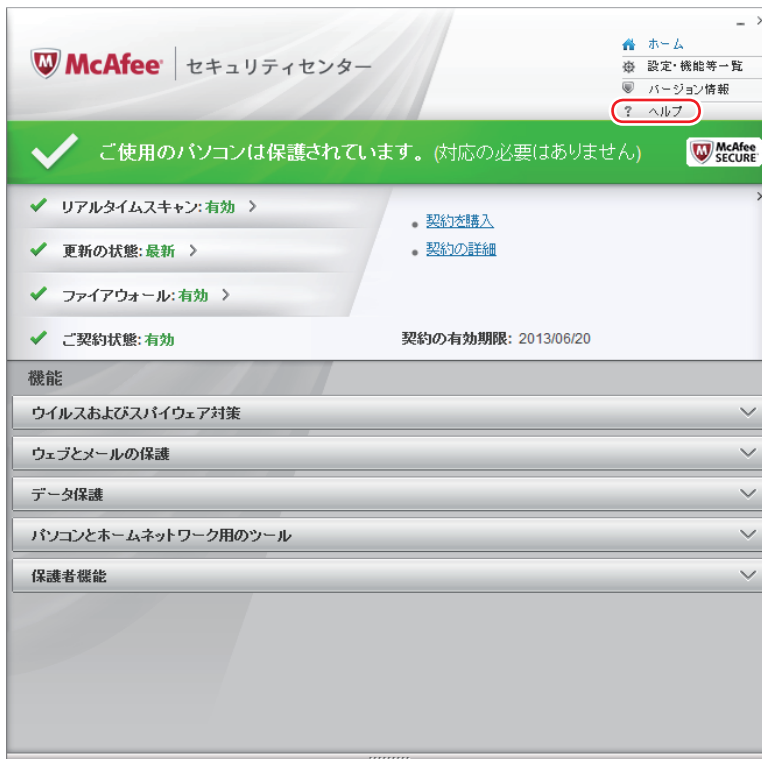 McAfee セキュリティセンター
ホーム
設定・機能等一覧
バージョン情報
? ヘルプ
ご使用のパソコンは保護されています。(対応の必要はありません)
McAfee
SECURE
リアルタイムスキャン:有効 >
更新の状態:最新 >
ファイアウォール:有効 >
ご契約状態:有効
・契約を購入
・契約の詳細
契約の有効期限: 2013/06/20
機能
ウイルスおよびスパイウェア対策
ウェブとメールの保護
データ保護
パソコンとホームネットワーク用のツール
保護者機能